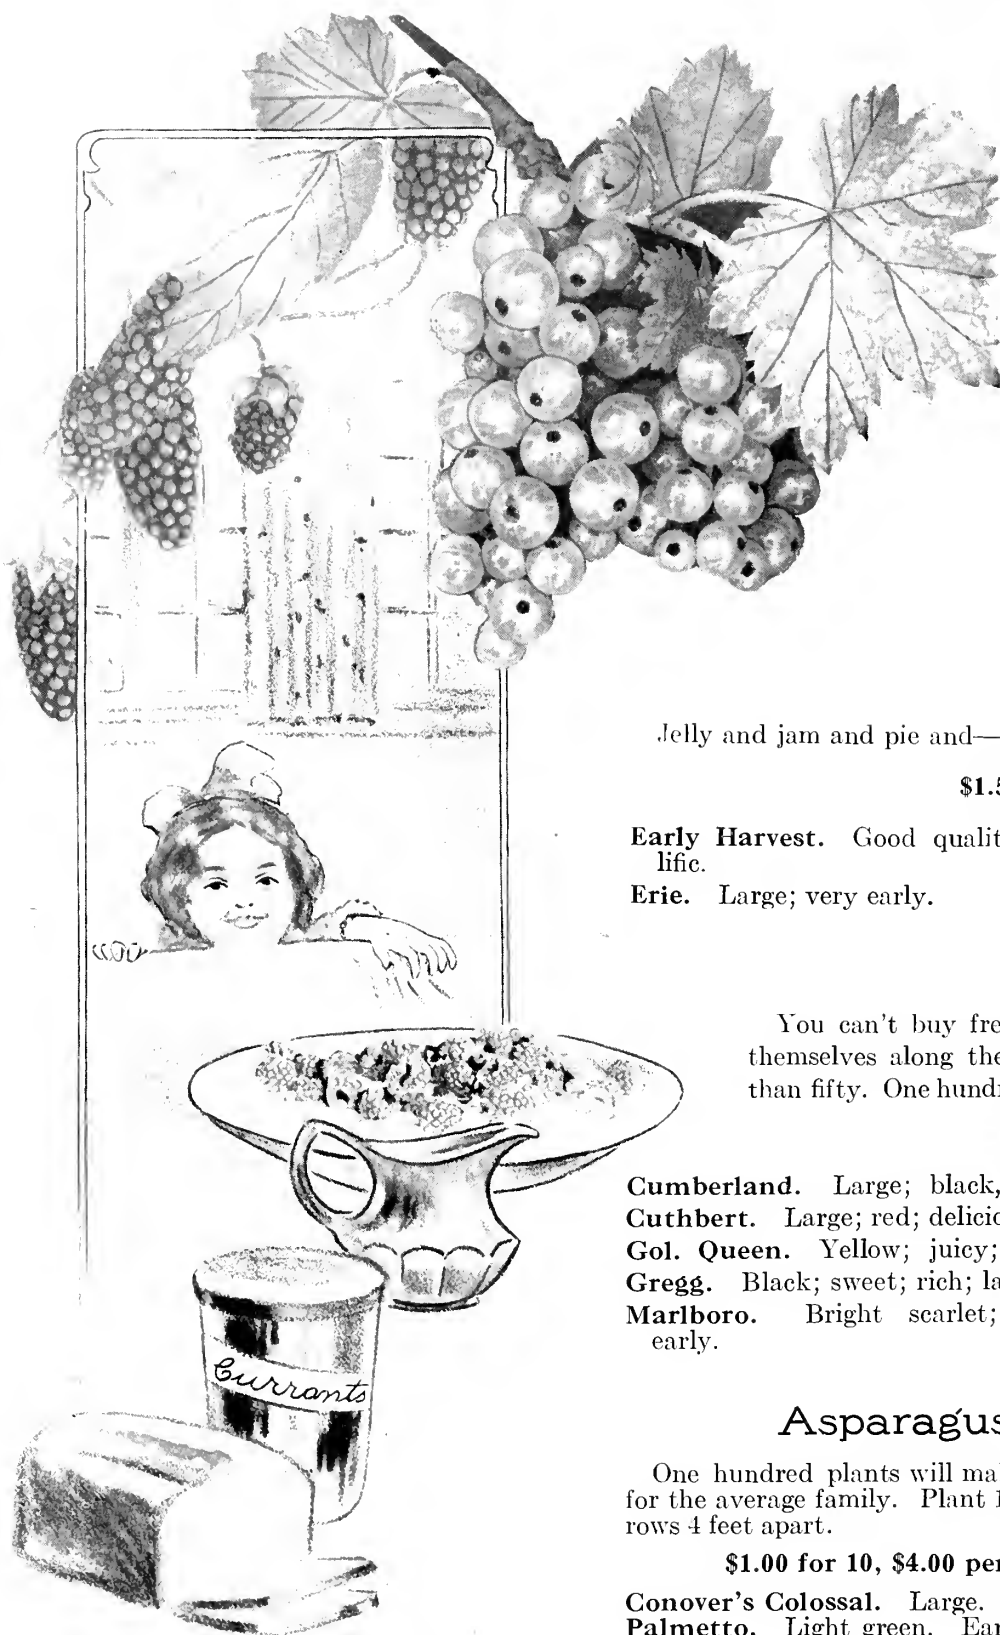 Jelly and jam and pie and—
$1.5
Early Harvest. Good qualit
lific.
Erie. Large; very early.
You can't buy fre
themselves along the
than fifty. One hundr
Cumberland. Large; black,
Cuthbert. Large; red; delicio
Gol. Queen. Yellow; juicy;
Gregg. Black; sweet; rich; la
Marlboro. Bright scarlet;
early.
Currants
Asparagus
One hundred plants will ma
for the average family. Plant
rows 4 feet apart.
$1.00 for 10, $4.00 per
Conover's Colossal. Large.
Palmetto. Light green. Ear